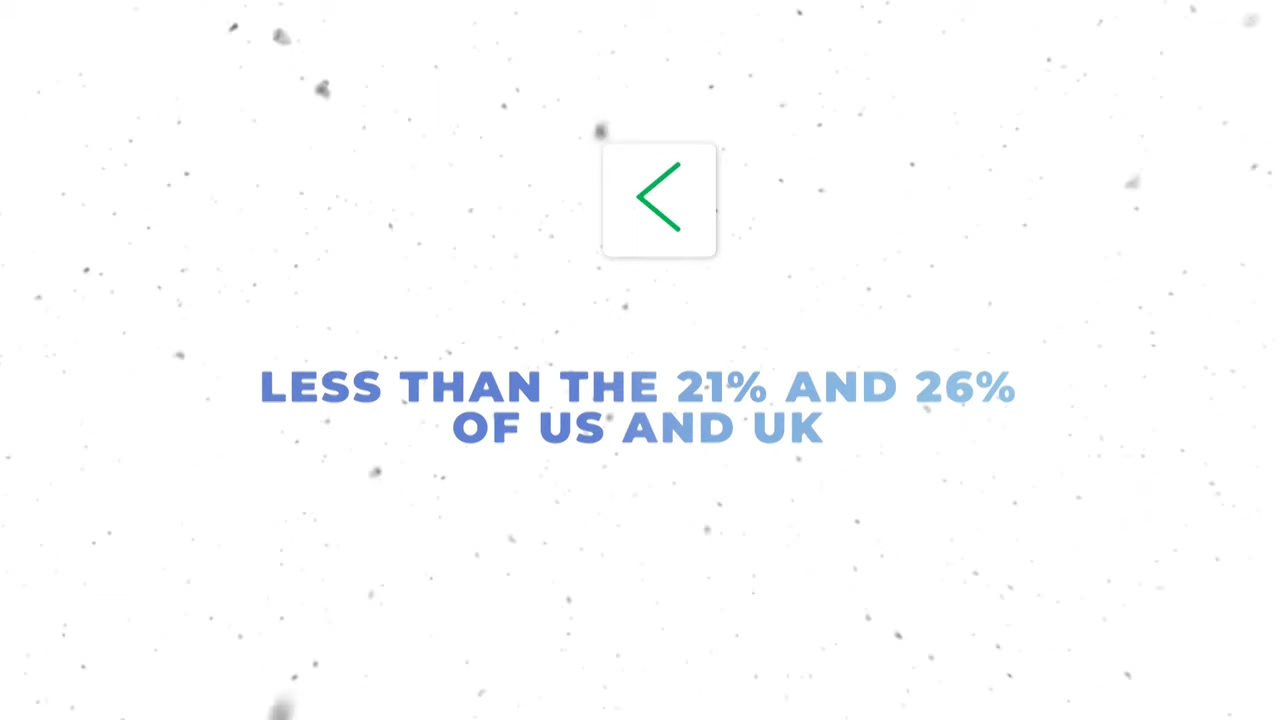 LESS THAN THE 21% AND 26%
OF US AND UK